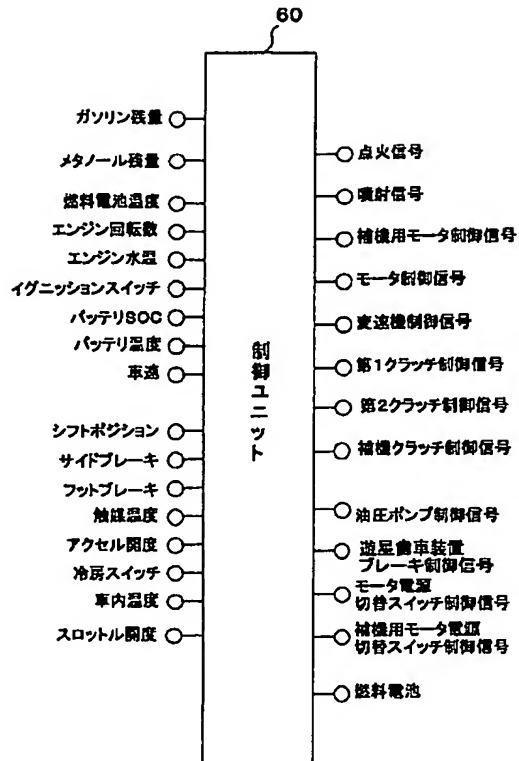 60
ガソリン残量
メタノール残量
燃料電池温度
エンジン回転数
エンジン水温
イグニッションスイッチ
バッテリSOC
バッテリ温度
車速
シフトポジション
サイドブレーキ
フットブレーキ
触媒温度
アクセル開度
冷房スイッチ
車内温度
スロットル開度
制御ユニット
点火信号
噴射信号
補機用モータ制御信号
モータ制御信号
変速機制御信号
第1クラッチ制御信号
第2クラッチ制御信号
補機クラッチ制御信号
油圧ポンプ制御信号
遊星歯車装置
ブレーキ制御信号
モータ電源
切替スイッチ制御信号
補機用モータ電源
切替スイッチ制御信号
燃料電池